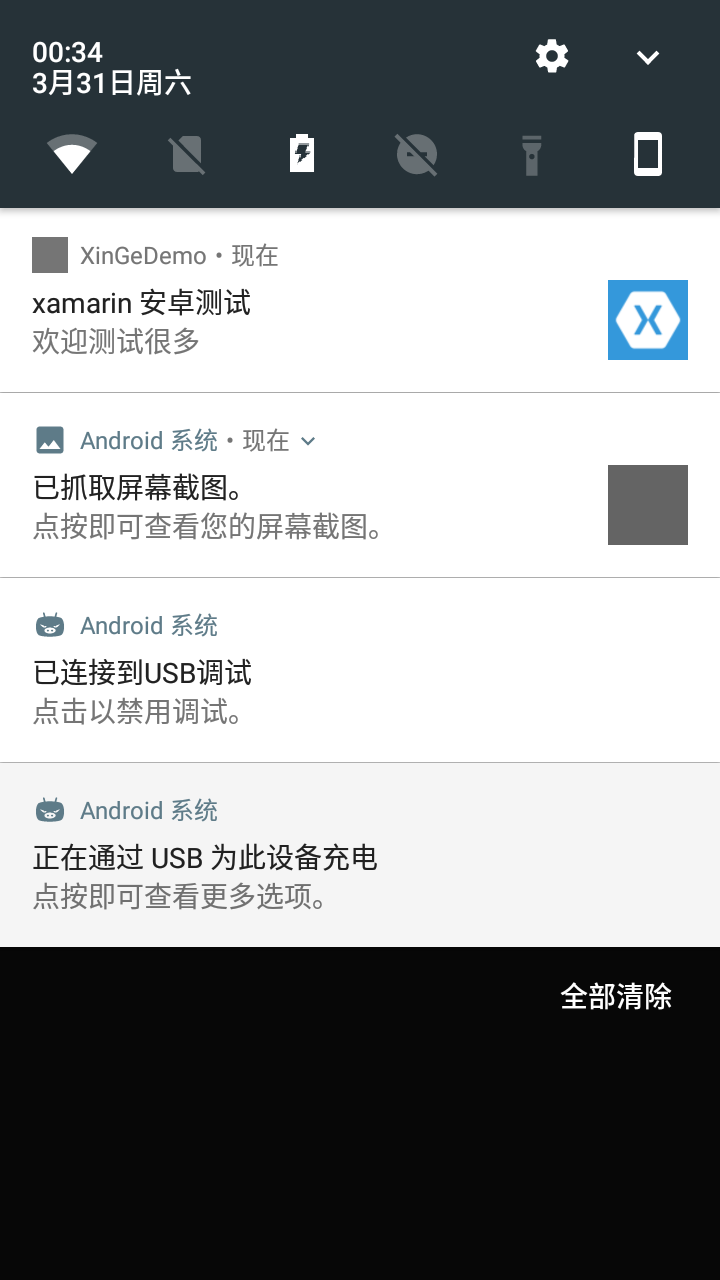 00:34
3月31日周六
XinGeDemo • 现在
xamarin 安卓测试
欢迎测试很多
Android 系统 • 现在
已抓取屏幕截图。
点按即可查看您的屏幕截图。
Android 系统
已连接到USB调试
点击以禁用调试。
Android 系统
正在通过 USB 为此设备充电
点按即可查看更多选项。
全部清除